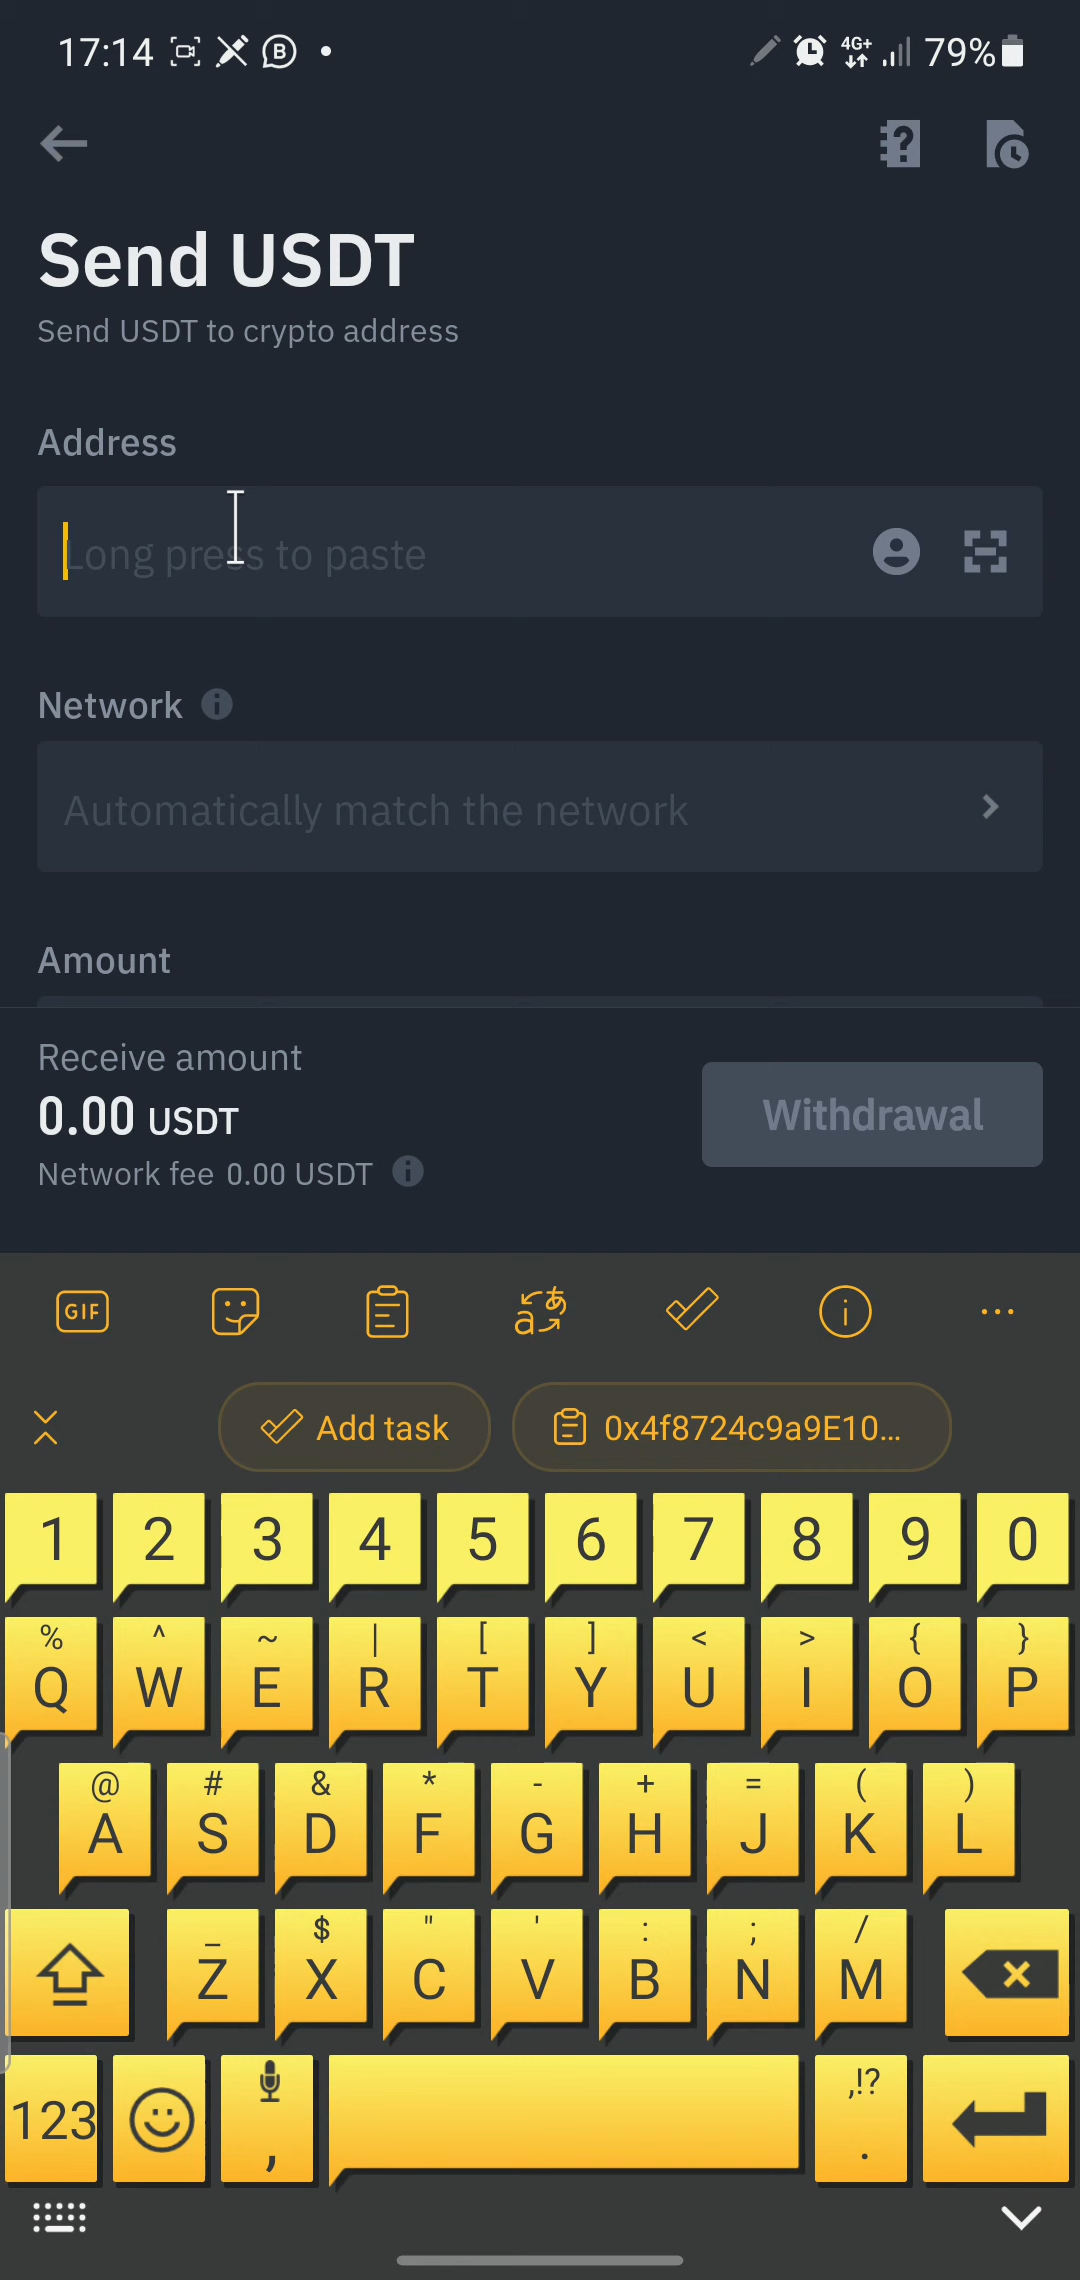 17:14
4G+ 79%
Send USDT
Send USDT to crypto address
Address
Long press to paste
Network
Automatically match the network
Amount
Receive amount
0.00 USDT
Withdrawal
Network fee 0.00 USDT
GIF
Add task 0x4f8724c9a9E10...
1 2 3 4 5 6 7 8 9 0
% ^ ~ | [ ] < > { }
Q W E R T Y U I O P
@ # & * - + = ( )
A S D F G H J K L
_ $ " ' : ; /
Z X C V B N M
,!?
123 , .